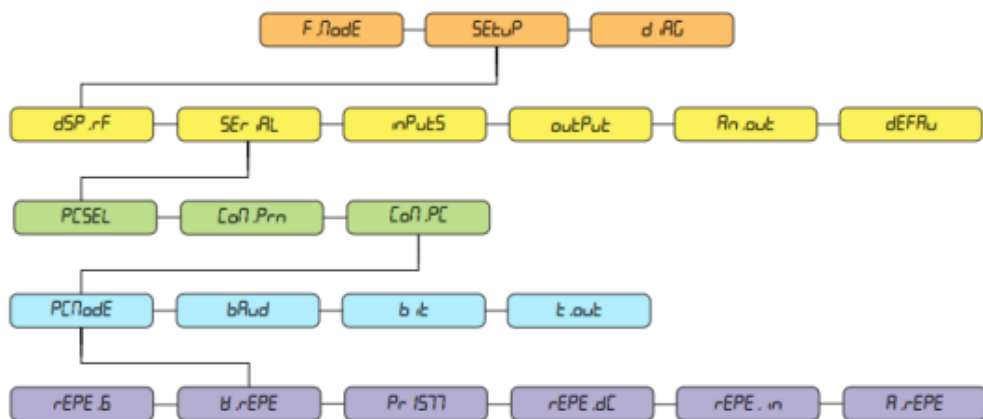 F.ModE SEtuP d iAG
dSP.rF SEr iAL inPutS outPut An.out dEFAu
PCSEL CoM.Prn CoM.PC
PCModE bAud b it t.out
rEPE.6 W.rEPE Pr IS77 rEPE.dC rEPE. in A.rEPE